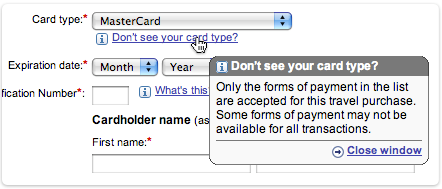 Card type:* MasterCard
Don't see your card type?
Expiration date:* Month Year
fication Number*: What's this
Don't see your card type?
Only the forms of payment in the list
are accepted for this travel purchase.
Some forms of payment may not be
available for all transactions.
Close window
Cardholder name (as
First name:*